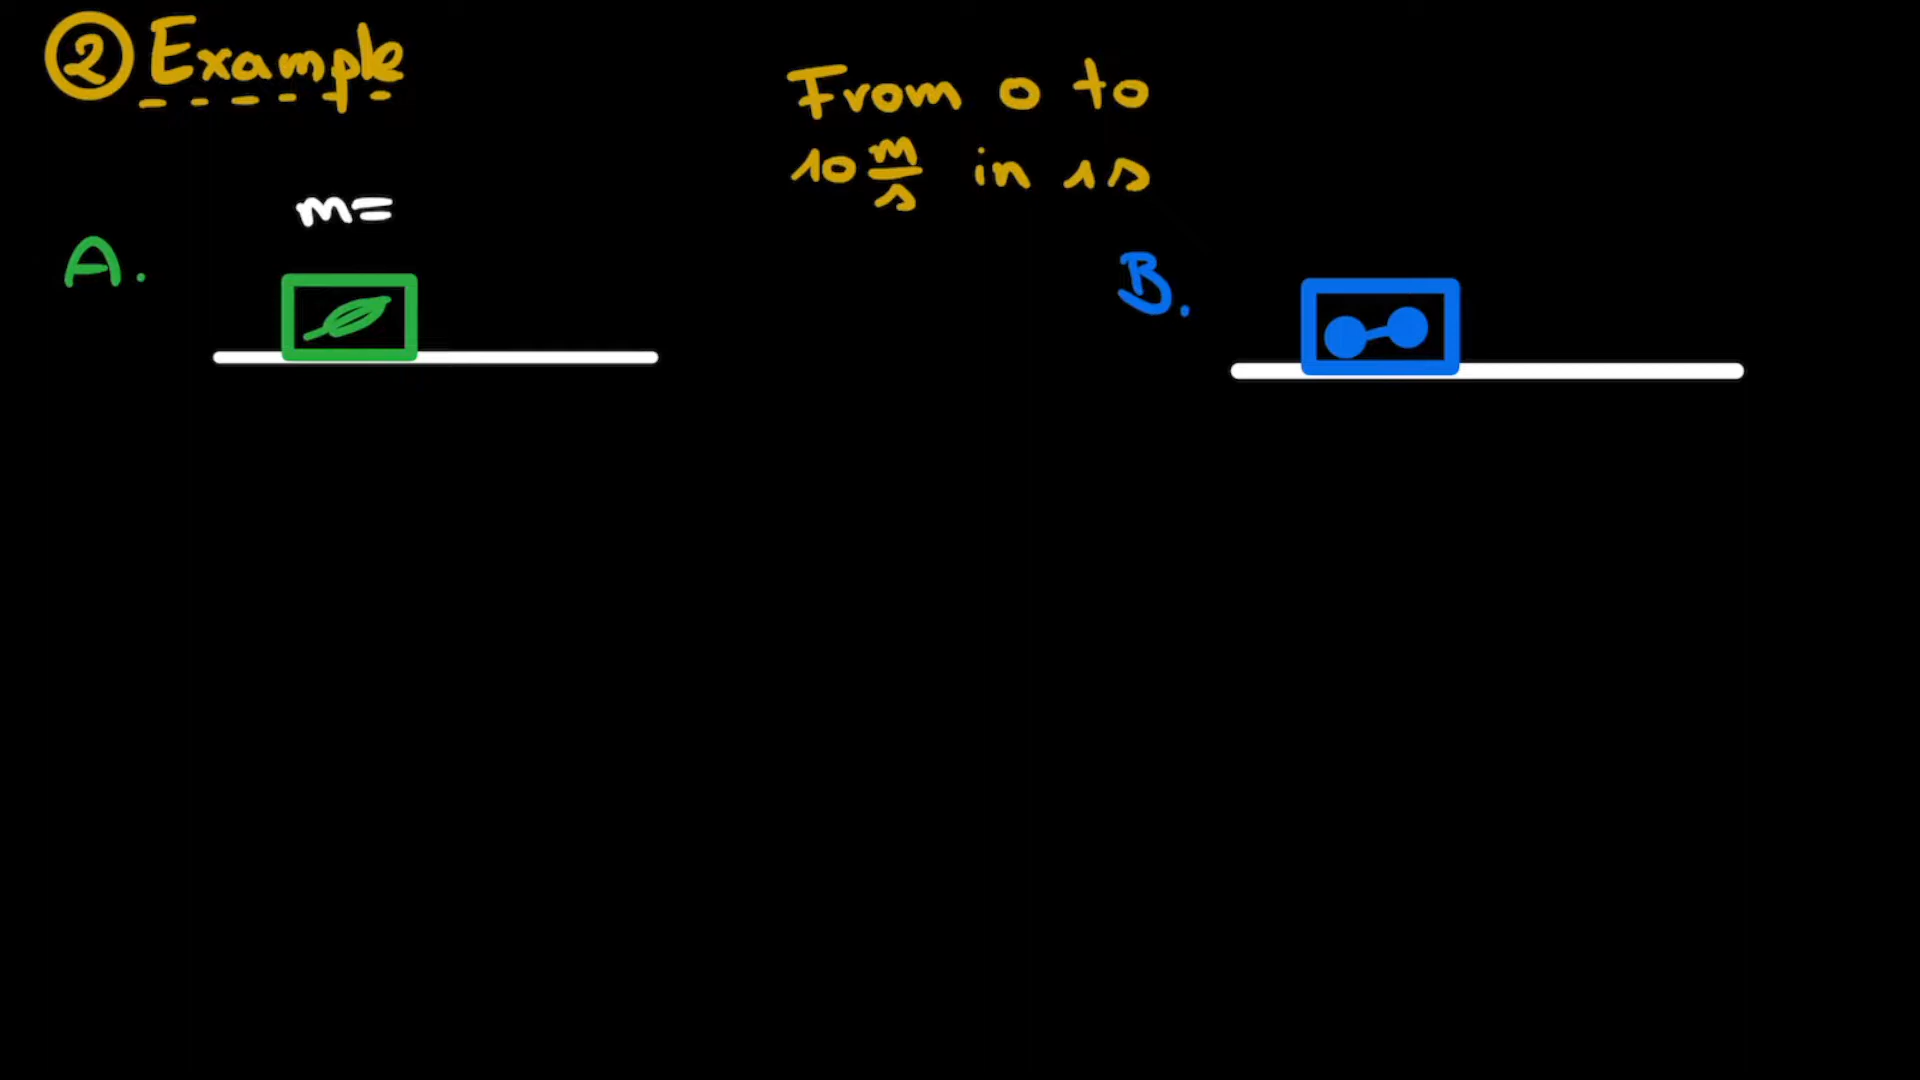 ② Example
From 0 to
10 m/s in 1s
m=
A.
B.